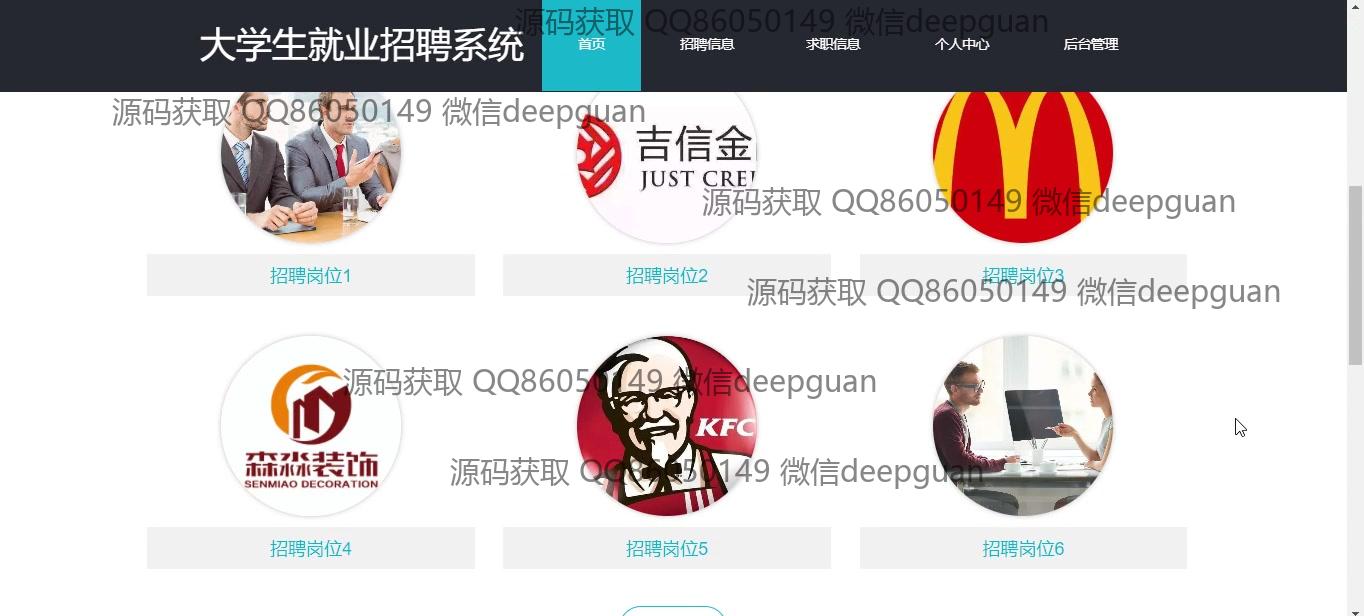 源码获取 QQ86050149 微信deepguan
大学生就业招聘系统 首页 招聘信息 求职信息 个人中心 后台管理
源码获取 QQ86050149 微信deepguan
吉信金
JUST CRE
源码获取 QQ86050149 微信deepguan
招聘岗位1 招聘岗位2 招聘岗位3
源码获取 QQ86050149 微信deepguan
源码获取 QQ86050149 微信deepguan
KFC
森淼装饰
SENMIAO DECORATION
源码获取 QQ86050149 微信deepguan
招聘岗位4 招聘岗位5 招聘岗位6